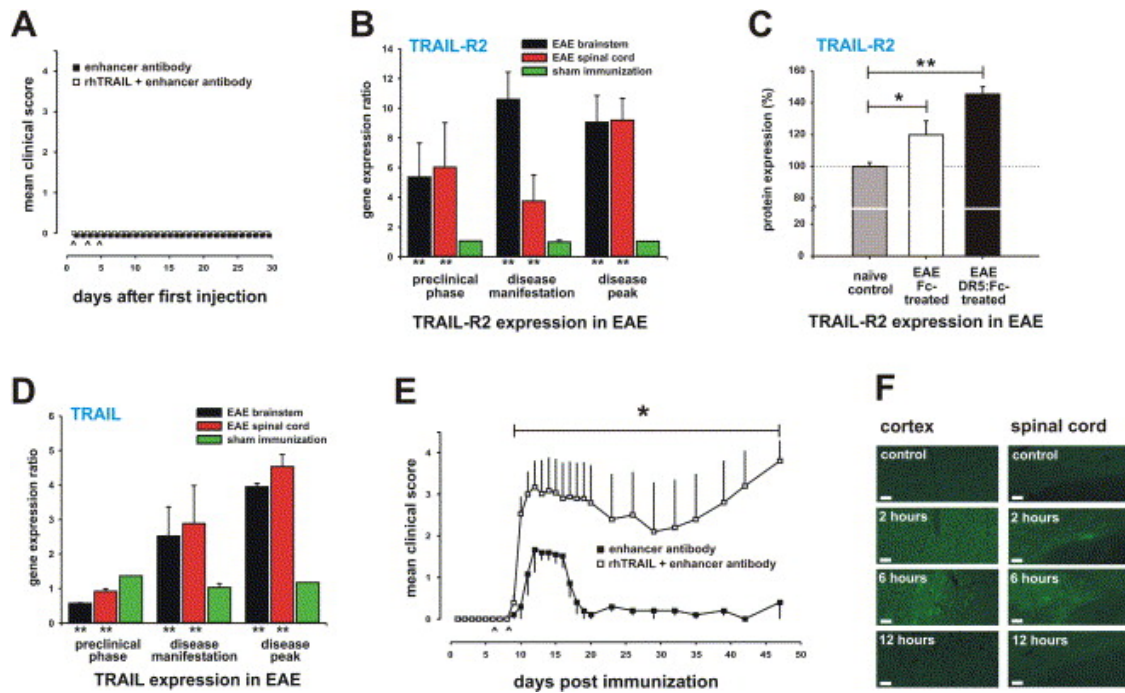 A
4
3
2
1
0
mean clinical score
enhancer antibody
rhTRAIL + enhancer antibody
^ ^ ^
0 10 20 30
days after first injection
B
TRAIL-R2
EAE brainstem
EAE spinal cord
sham immunization
14
12
10
8
6
4
2
0
gene expression ratio
** ** ** ** ** **
preclinical phase
disease manifestation
disease peak
TRAIL-R2 expression in EAE
C
TRAIL-R2
**
*
160
140
120
100
80
20
0
protein expression (%)
naive control
EAE Fc-treated
EAE DR5:Fc-treated
TRAIL-R2 expression in EAE
D
TRAIL
EAE brainstem
EAE spinal cord
sham immunization
6
5
4
3
2
1
0
gene expression ratio
** ** ** ** ** **
preclinical phase
disease manifestation
disease peak
TRAIL expression in EAE
E
*
4
3
2
1
0
mean clinical score
enhancer antibody
rhTRAIL + enhancer antibody
^ ^
0 5 10 15 20 25 30 35 40 45 50
days post immunization
F
cortex
spinal cord
control
control
2 hours
2 hours
6 hours
6 hours
12 hours
12 hours